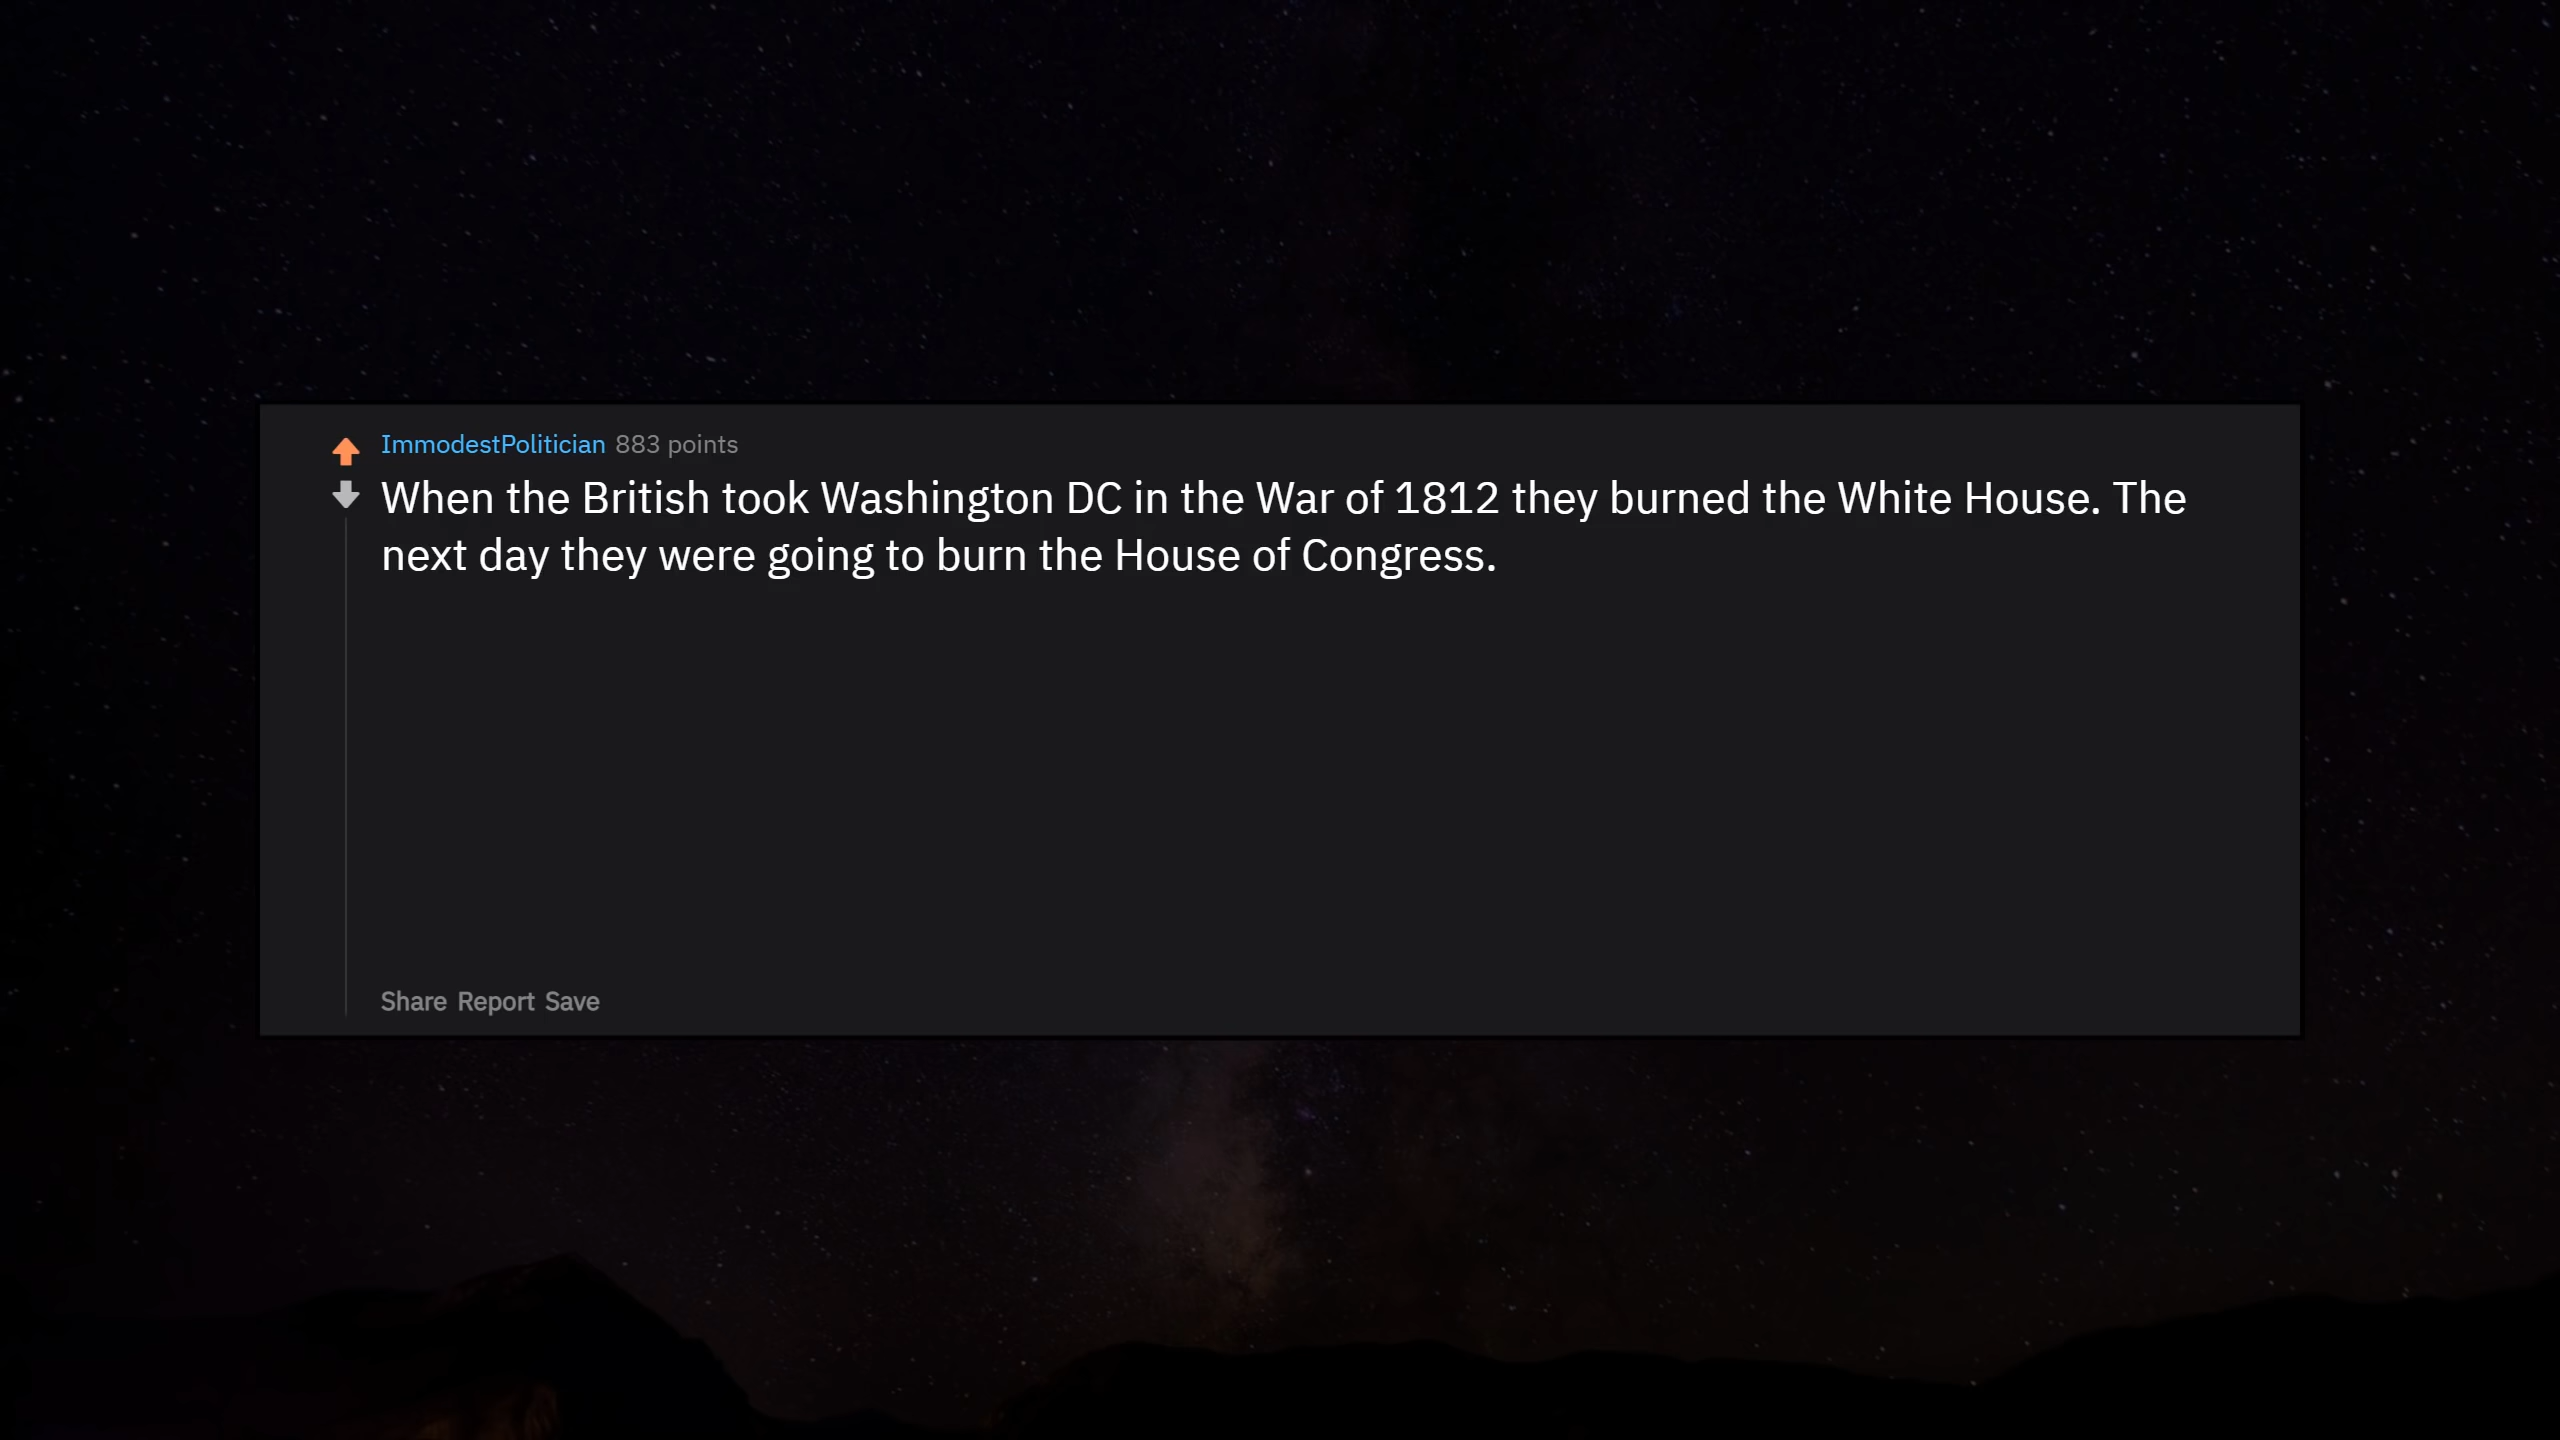 ImmodestPolitician 883 points
When the British took Washington DC in the War of 1812 they burned the White House. The
next day they were going to burn the House of Congress.
Share Report Save